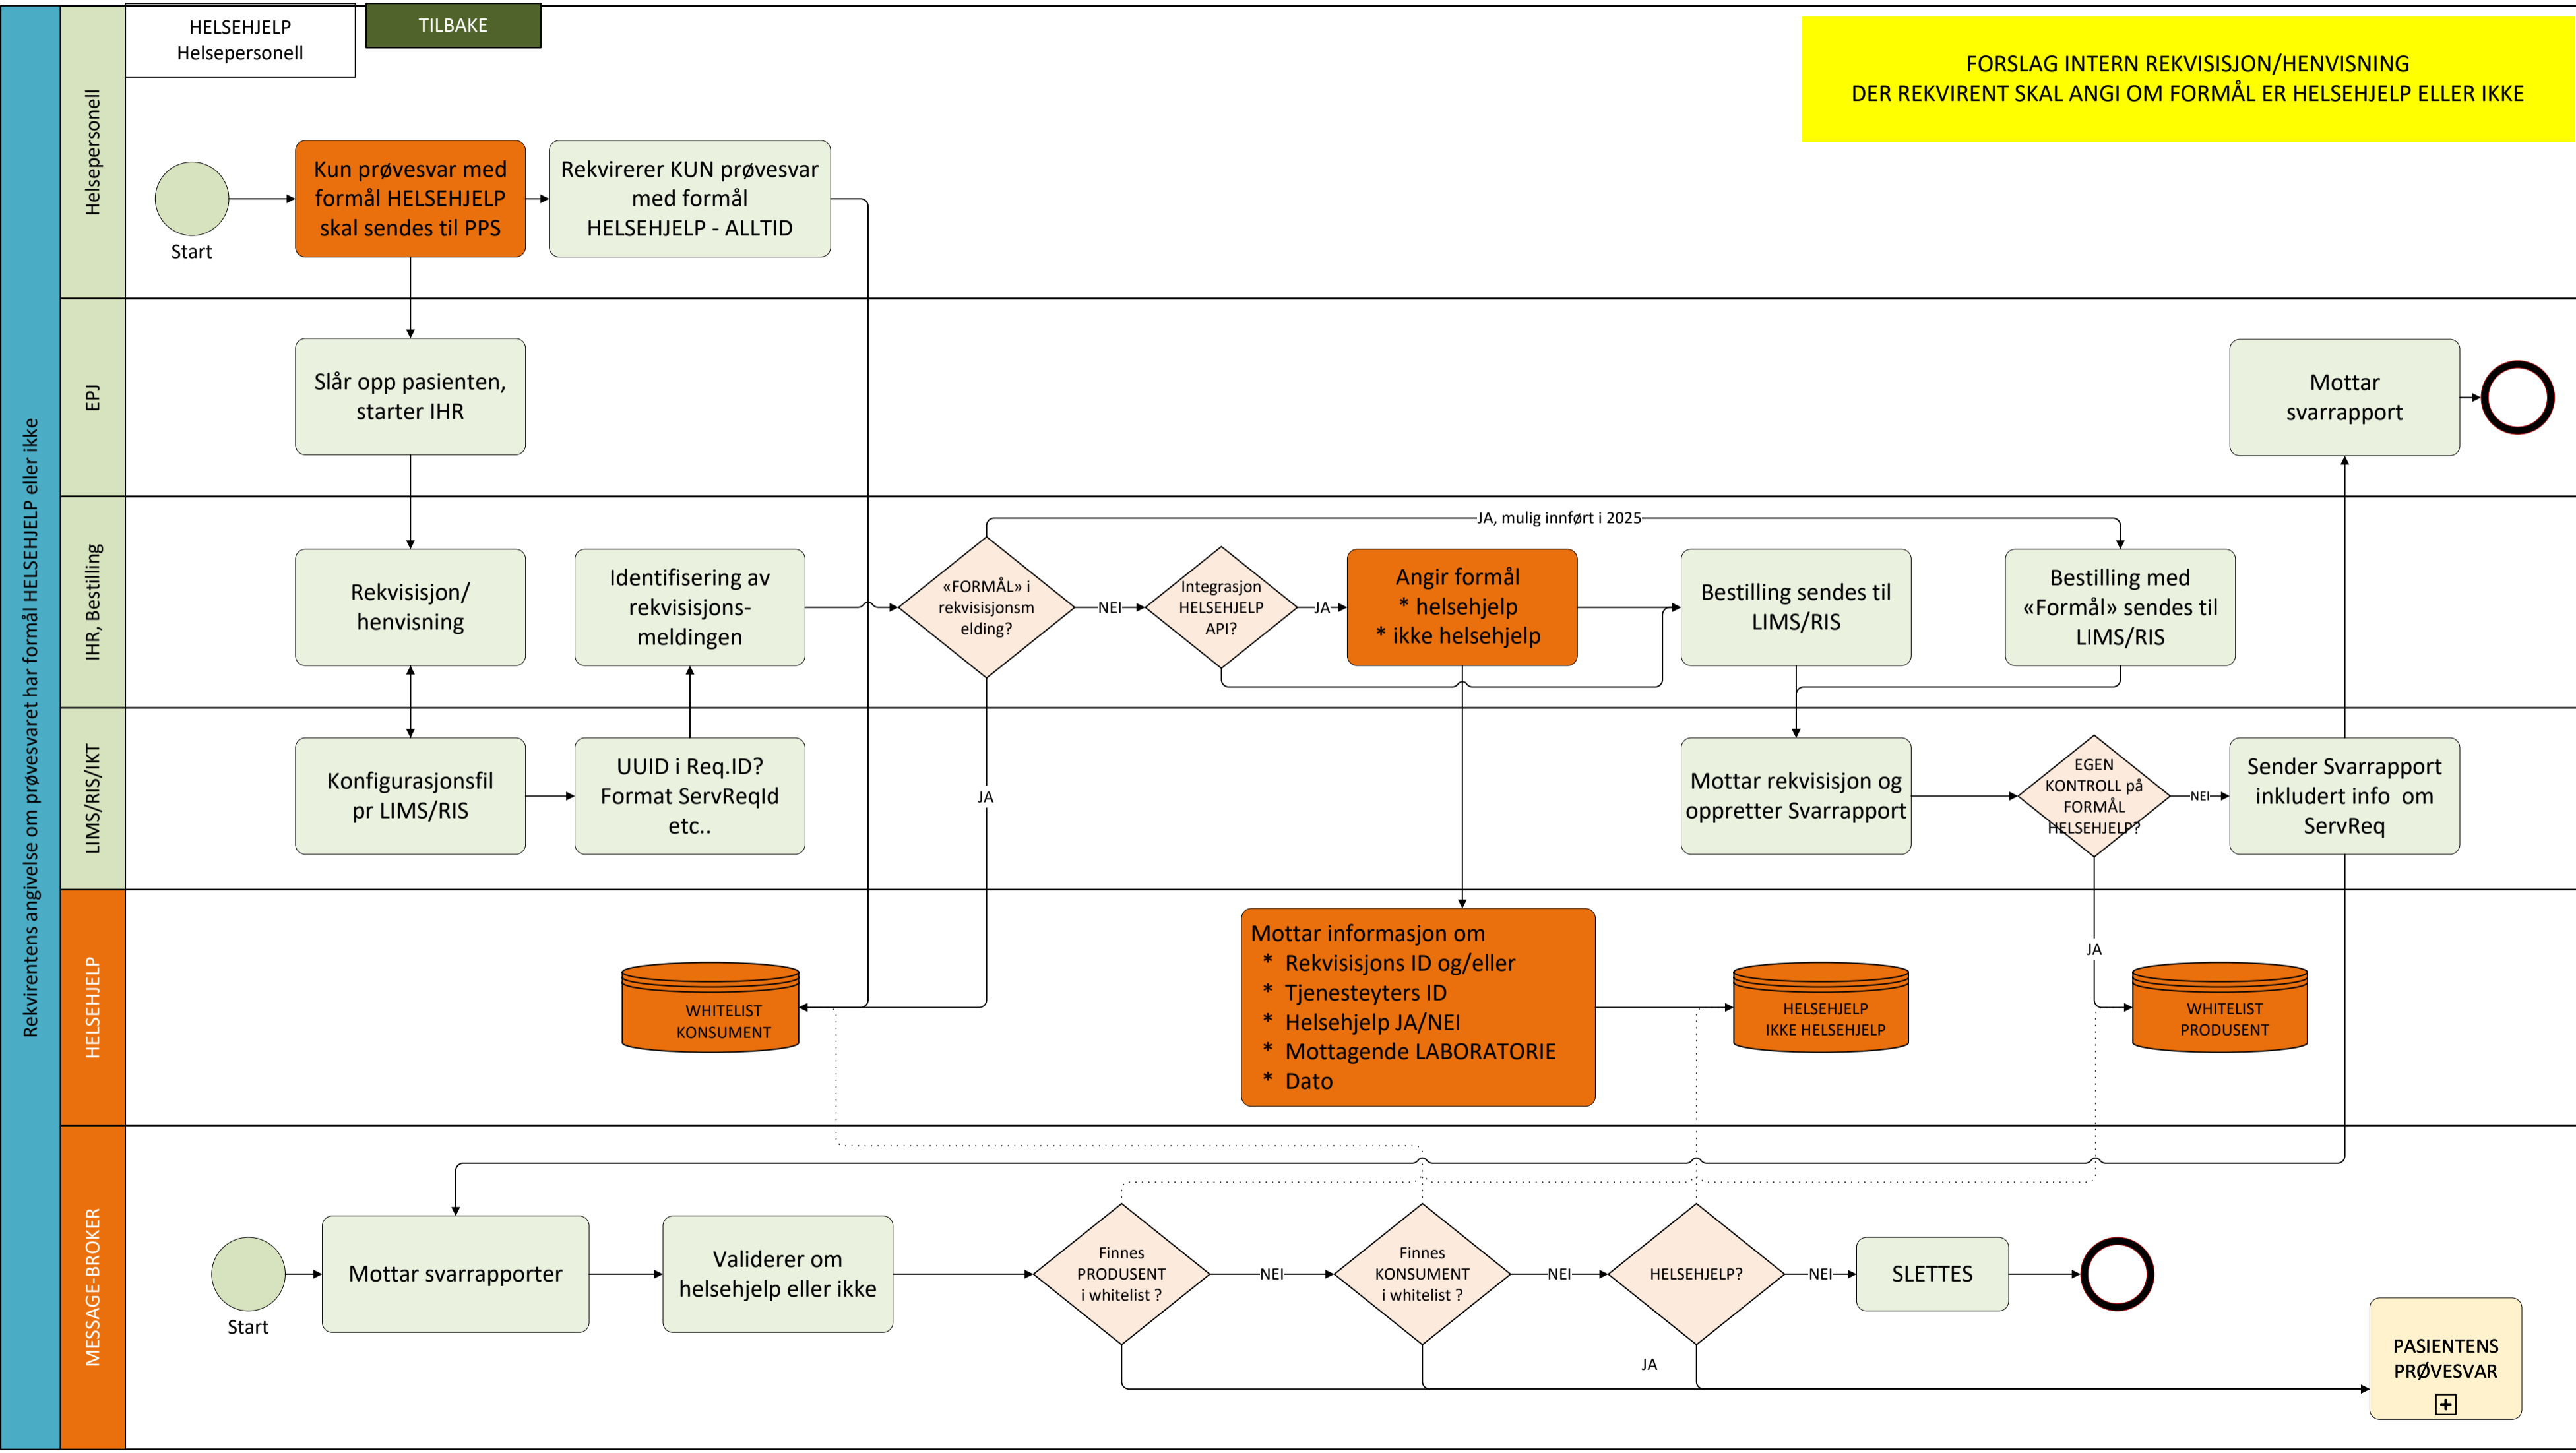 HELSEHJELP
Helsepersonell
TILBAKE
FORSLAG INTERN REKVISISJON/HENVISNING
DER REKVIRENT SKAL ANGI OM FORMÅL ER HELSEHJELP ELLER IKKE
Rekvirentens angivelse om prøvesvaret har formål HELSEHJELP eller ikke
Helsepersonell
Start
Kun prøvesvar med
formål HELSEHJELP
skal sendes til PPS
Rekvirerer KUN prøvesvar
med formål
HELSEHJELP - ALLTID
EPJ
Slår opp pasienten,
starter IHR
Mottar
svarrapport
IHR, Bestilling
JA, mulig innført i 2025
Rekvisisjon/
henvisning
Identifisering av
rekvisisjons-
meldingen
«FORMÅL» i
rekvisisjonsm
elding?
NEI
Integrasjon
HELSEHJELP
API?
JA
Angir formål
* helsehjelp
* ikke helsehjelp
Bestilling sendes til
LIMS/RIS
Bestilling med
«Formål» sendes til
LIMS/RIS
LIMS/RIS/IKT
Konfigurasjonsfil
pr LIMS/RIS
UUID i Req.ID?
Format ServReqId
etc..
JA
Mottar rekvisisjon og
oppretter Svarrapport
EGEN
KONTROLL på
FORMÅL
HELSEHJELP?
NEI
Sender Svarrapport
inkludert info  om
ServReq
HELSEHJELP
WHITELIST
KONSUMENT
Mottar informasjon om
* Rekvisisjons ID og/eller
* Tjenesteyters ID
* Helsehjelp JA/NEI
* Mottagende LABORATORIE
* Dato
HELSEHJELP
IKKE HELSEHJELP
JA
WHITELIST
PRODUSENT
MESSAGE-BROKER
Start
Mottar svarrapporter
Validerer om
helsehjelp eller ikke
Finnes
PRODUSENT
i whitelist ?
NEI
Finnes
KONSUMENT
i whitelist ?
NEI
HELSEHJELP?
NEI
SLETTES
JA
PASIENTENS
PRØVESVAR